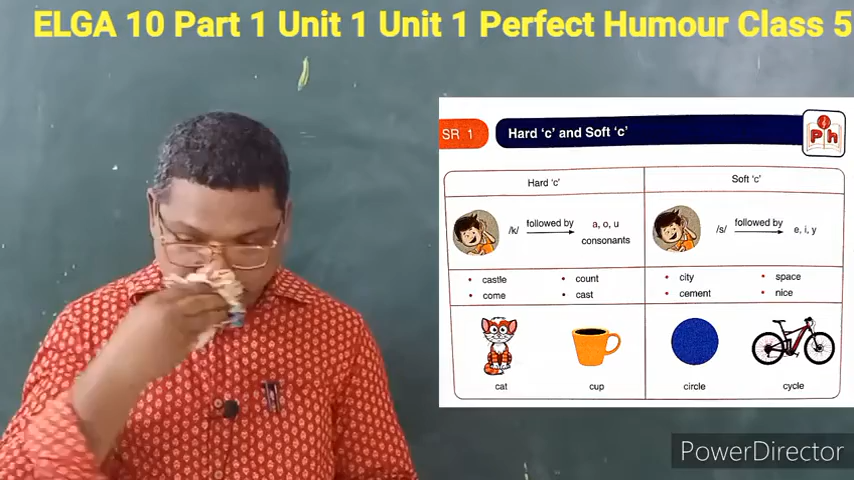 ELGA 10 Part 1 Unit 1 Unit 1 Perfect Humour Class 5
SR 1
Hard 'c' and Soft 'c'
Ph
Hard 'c'
Soft 'c'
/k/ followed by a, o, u
consonants
/s/ followed by e, i, y
• castle • count
• come • cast
• city • space
• cement • nice
cat
cup
circle
cycle
PowerDirector